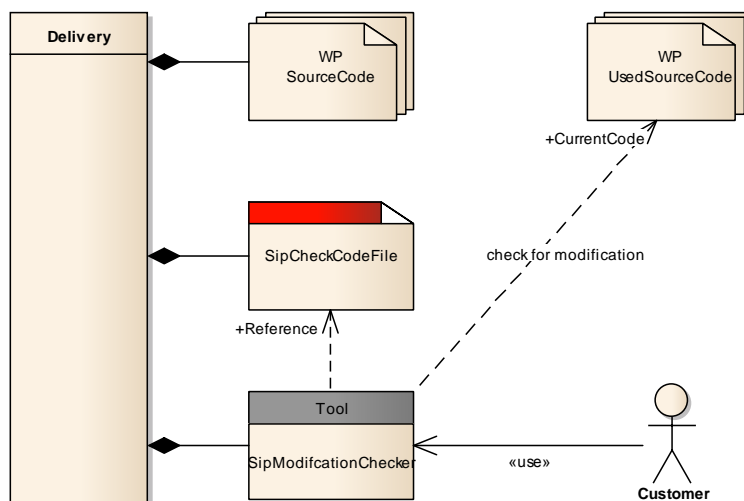 Delivery
WP
SourceCode
WP
UsedSourceCode
+CurrentCode
SipCheckCodeFile
check for modification
+Reference
Tool
SipModifcationChecker
«use»
Customer